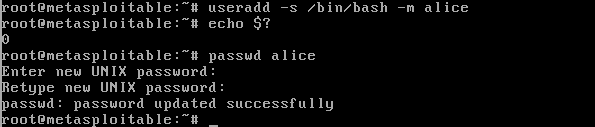 root@metasploitable:~# useradd -s /bin/bash -m alice
root@metasploitable:~# echo $?
0
root@metasploitable:~# passwd alice
Enter new UNIX password:
Retype new UNIX password:
passwd: password updated successfully
root@metasploitable:~# _